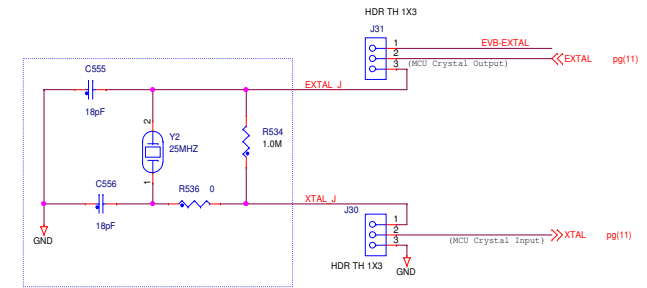 HDR TH 1X3
J31
1
EVB-EXTAL
2
EXTAL pg(11)
3
(MCU Crystal Output)
C555
EXTAL_J
18pF
2
Y2
25MHZ
R534
1.0M
1
C556
R536 0
XTAL_J
J30
18pF
1
2
XTAL pg(11)
3
(MCU Crystal Input)
GND
HDR TH 1X3
GND